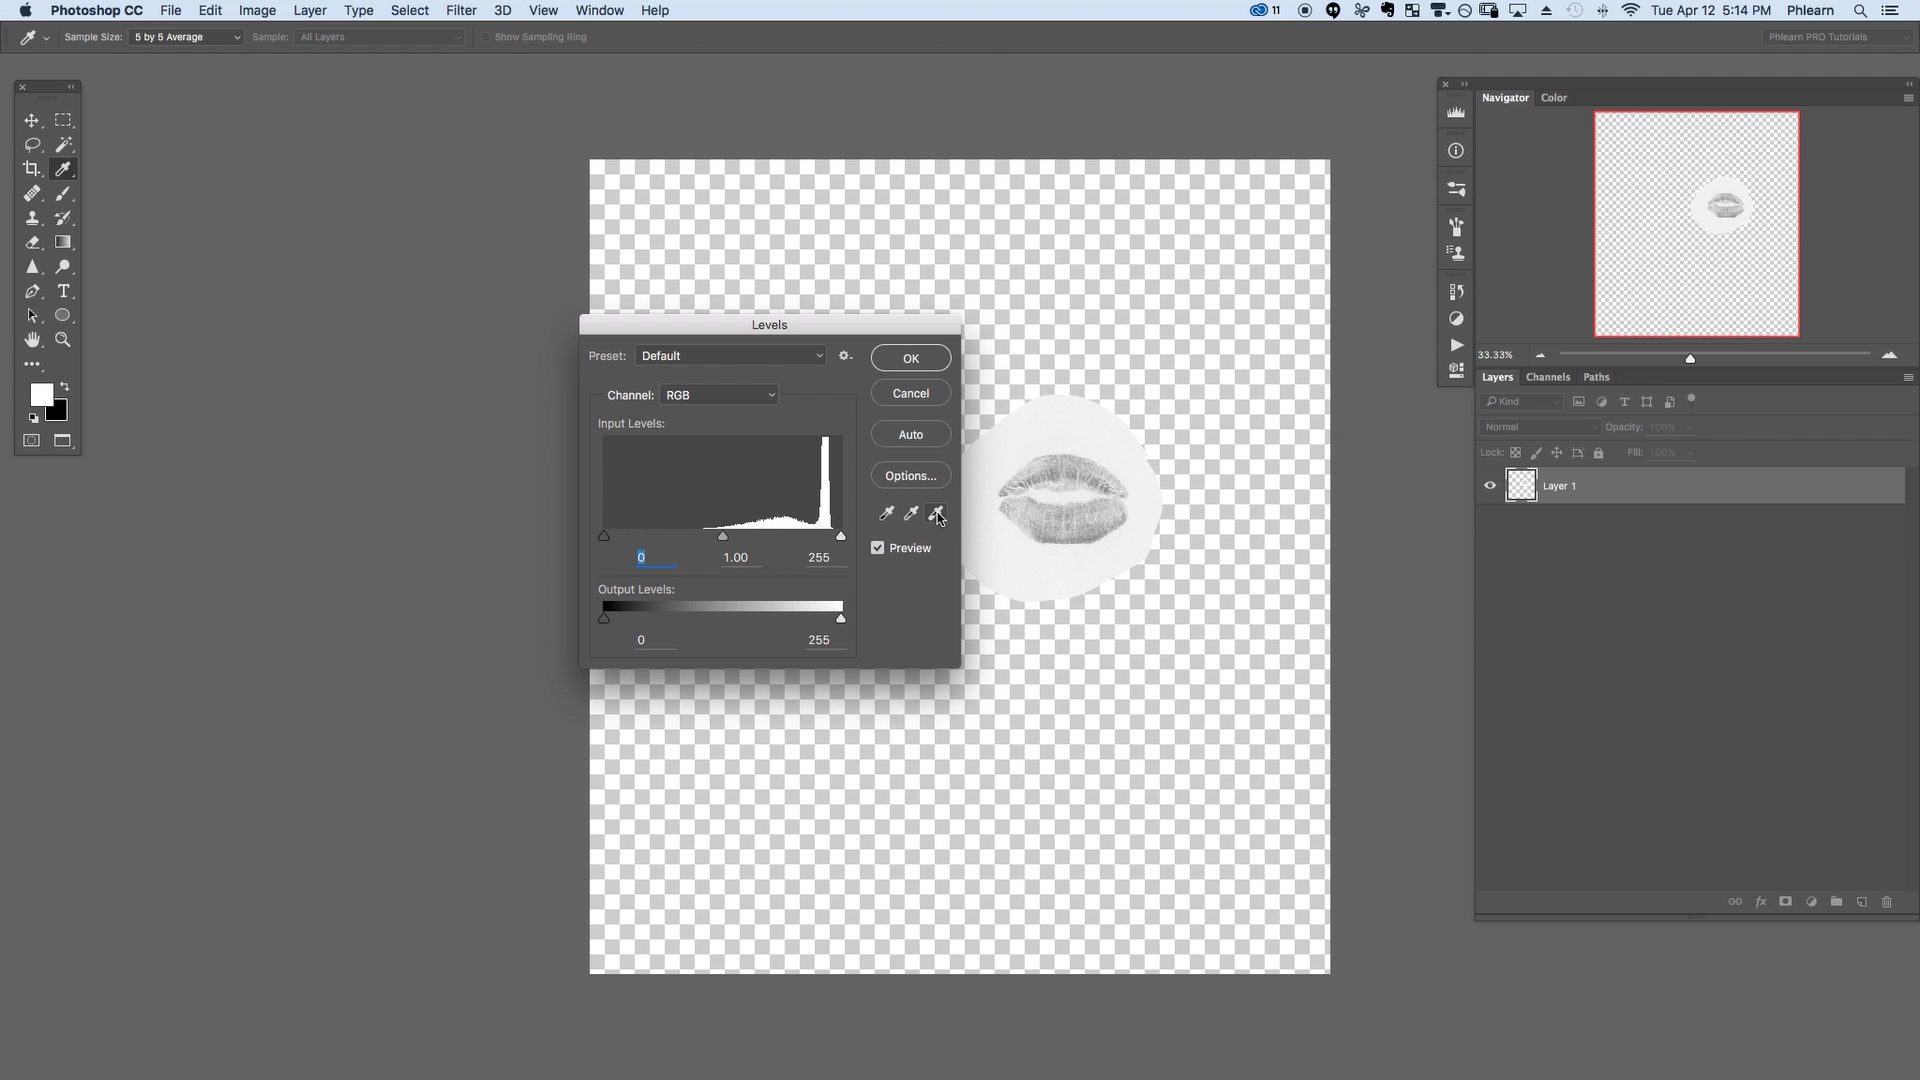 Photoshop CC File Edit Image Layer Type Select Filter 3D View Window Help 11 Tue Apr 12 5:14 PM Phlearn
Sample Size: 5 by 5 Average Sample: All Layers Show Sampling Ring Phlearn PRO Tutorials
Navigator Color
33.33%
Layers Channels Paths
Kind
Normal Opacity: 100%
Lock: Fill: 100%
Layer 1
Levels
Preset: Default OK
Channel: RGB Cancel
Input Levels: Auto
Options...
Preview
0 1.00 255
Output Levels:
0 255